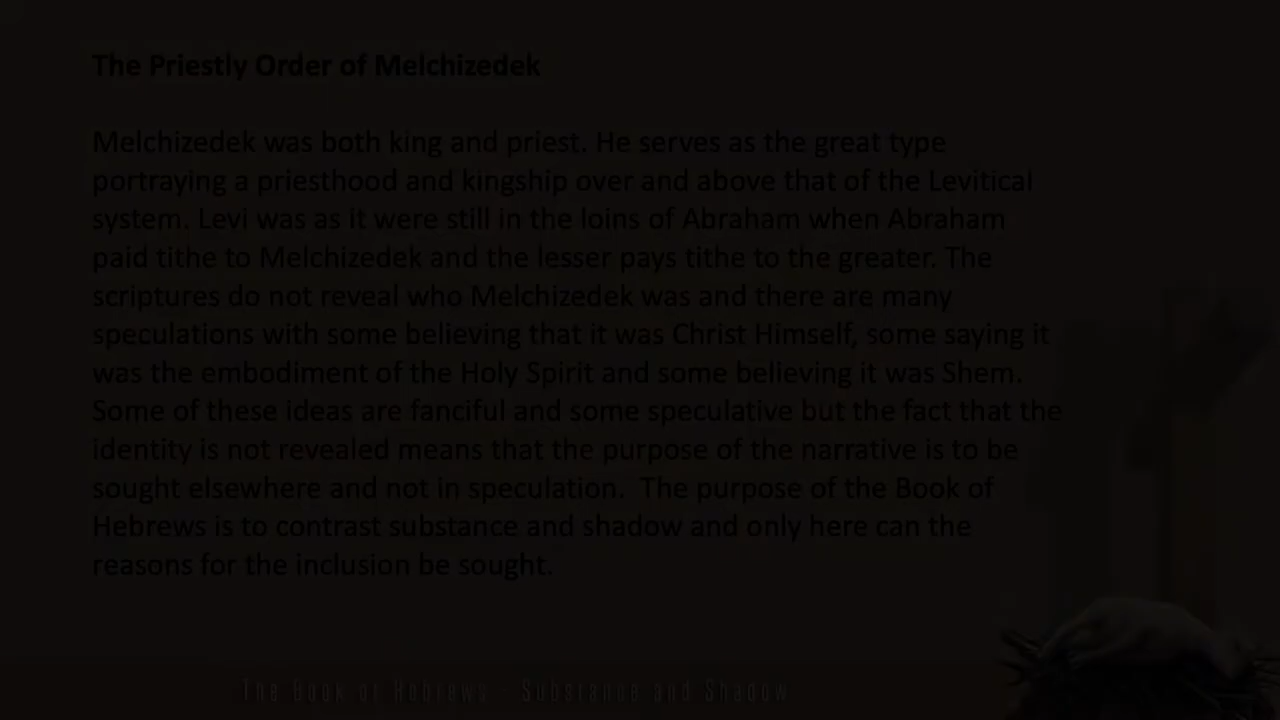 The Priestly Order of Melchizedek
Melchizedek was both king and priest. He serves as the great type
portraying a priesthood and kingship over and above that of the Levitical
system. Levi was as it were still in the loins of Abraham when Abraham
paid tithe to Melchizedek and the lesser pays tithe to the greater. The
scriptures do not reveal who Melchizedek was and there are many
speculations with some believing that it was Christ Himself, some saying it
was the embodiment of the Holy Spirit and some believing it was Shem.
Some of these ideas are fanciful and some speculative but the fact that the
identity is not revealed means that the purpose of the narrative is to be
sought elsewhere and not in speculation.  The purpose of the Book of
Hebrews is to contrast substance and shadow and only here can the
reasons for the inclusion be sought.
The Book of Hebrews   Substance and Shadow